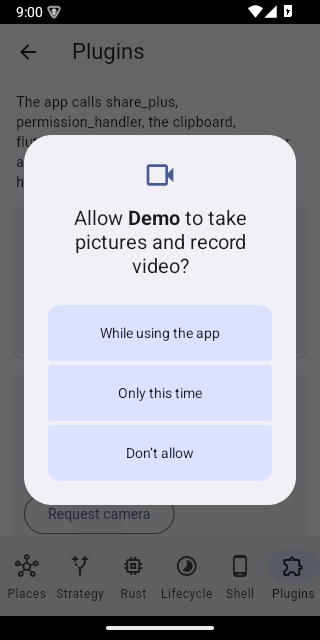 9:00
Plugins
The app calls share_plus,
permission_handler, the clipboard,
Allow Demo to take
pictures and record
video?
While using the app
Only this time
Don't allow
Request camera
Places
Strategy
Rust
Lifecycle
Shell
Plugins